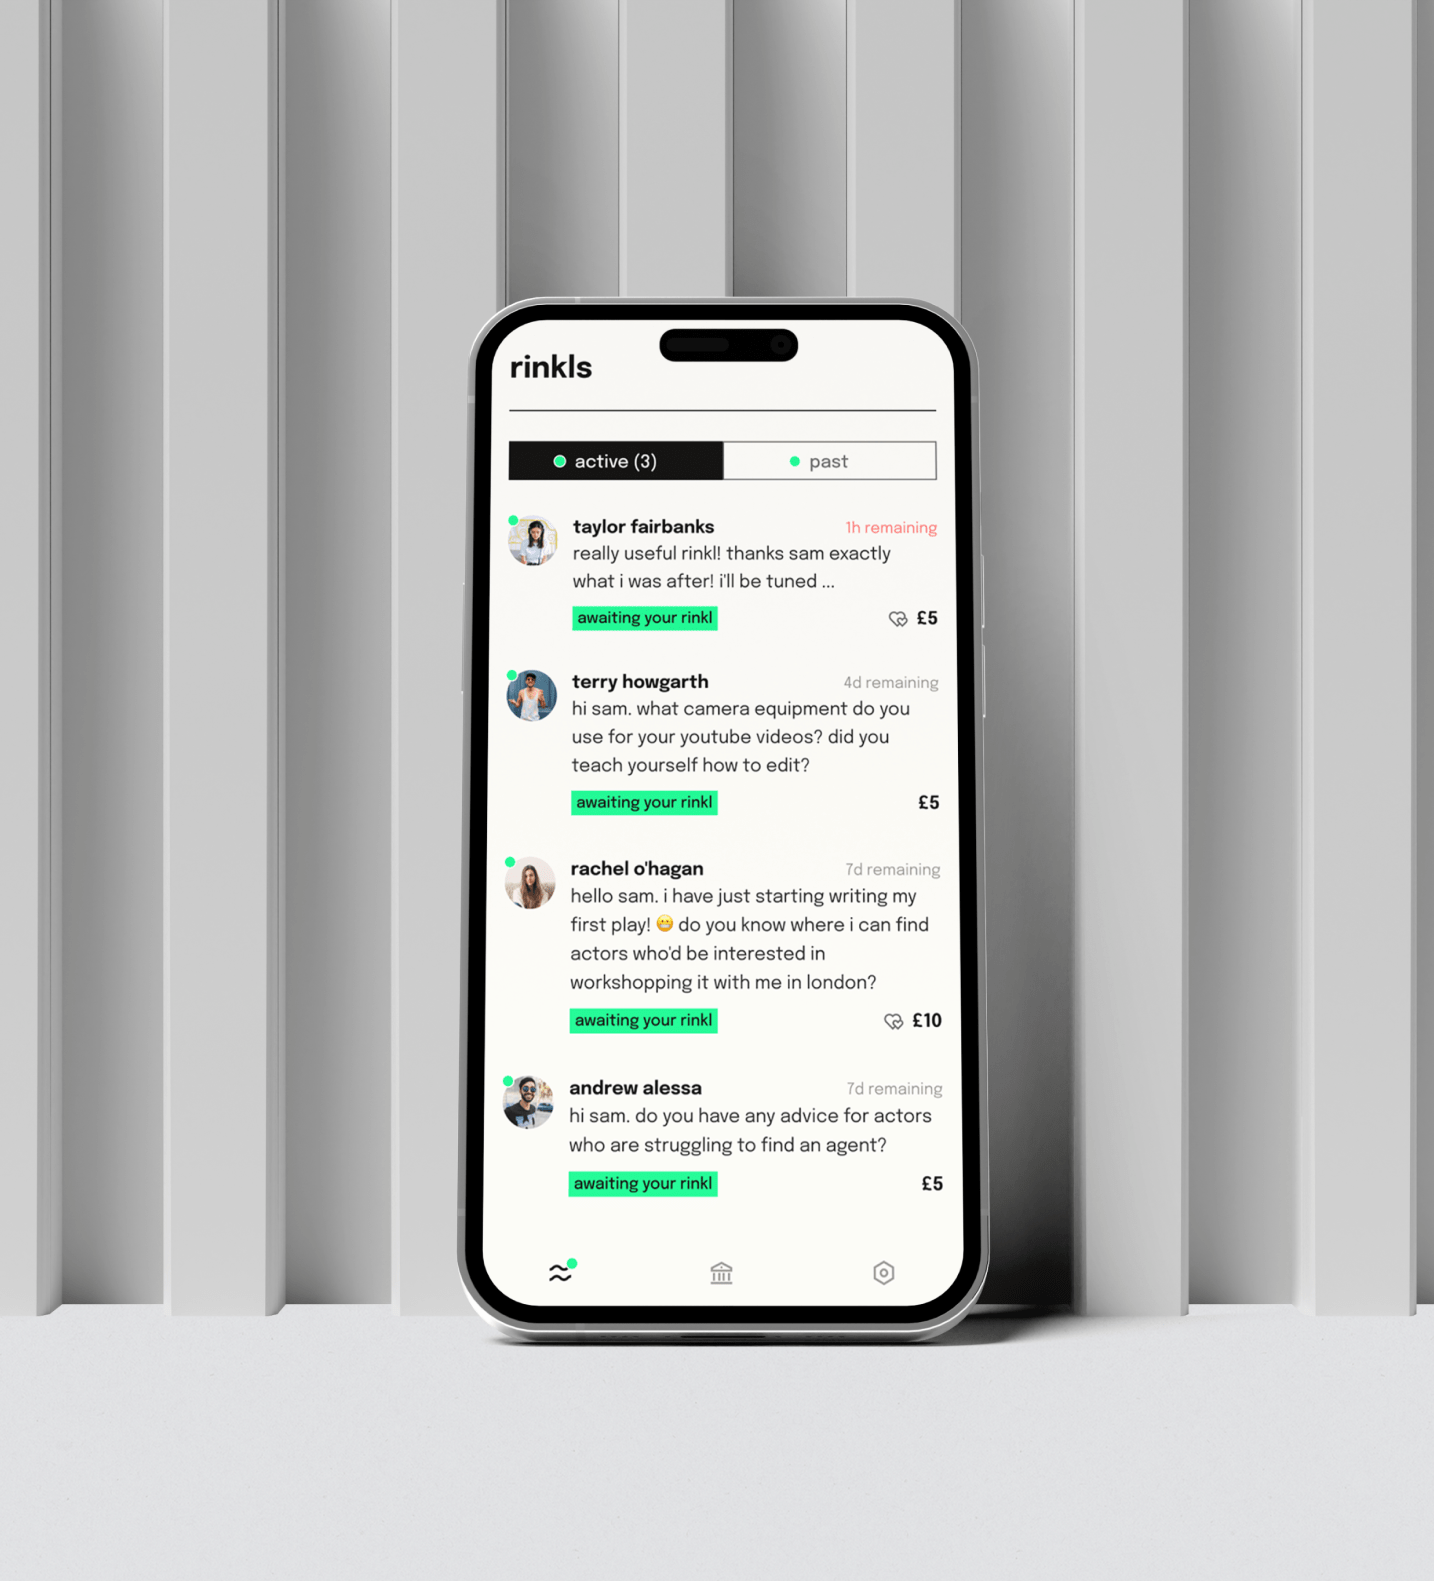 rinkls
active (3)
past
taylor fairbanks
1h remaining
really useful rinkl! thanks sam exactly
what i was after! i'll be tuned ...
awaiting your rinkl
£5
terry howgarth
4d remaining
hi sam. what camera equipment do you
use for your youtube videos? did you
teach yourself how to edit?
awaiting your rinkl
£5
rachel o'hagan
7d remaining
hello sam. i have just starting writing my
first play! 😬 do you know where i can find
actors who'd be interested in
workshopping it with me in london?
awaiting your rinkl
£10
andrew alessa
7d remaining
hi sam. do you have any advice for actors
who are struggling to find an agent?
awaiting your rinkl
£5